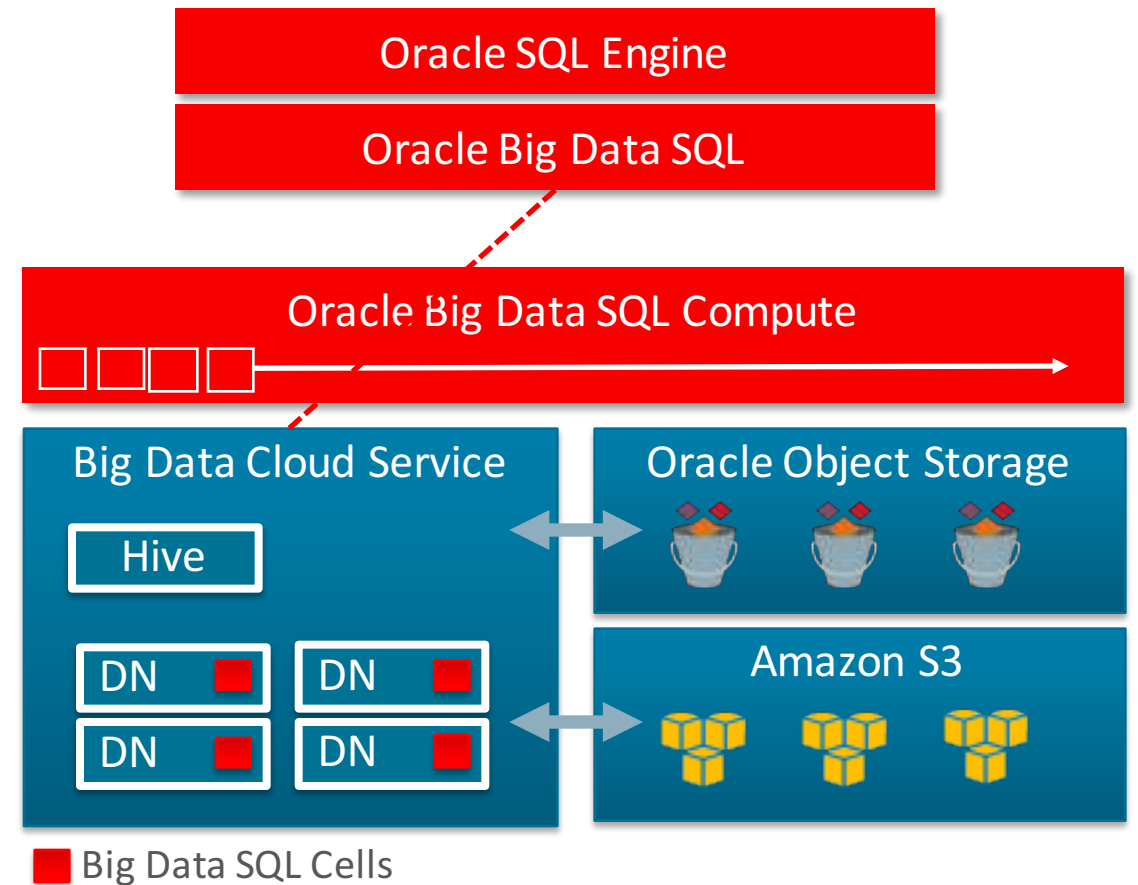 Oracle SQL Engine
Oracle Big Data SQL
Oracle Big Data SQL Compute
Big Data Cloud Service
Hive
DN
DN
DN
DN
Oracle Object Storage
Amazon S3
Big Data SQL Cells